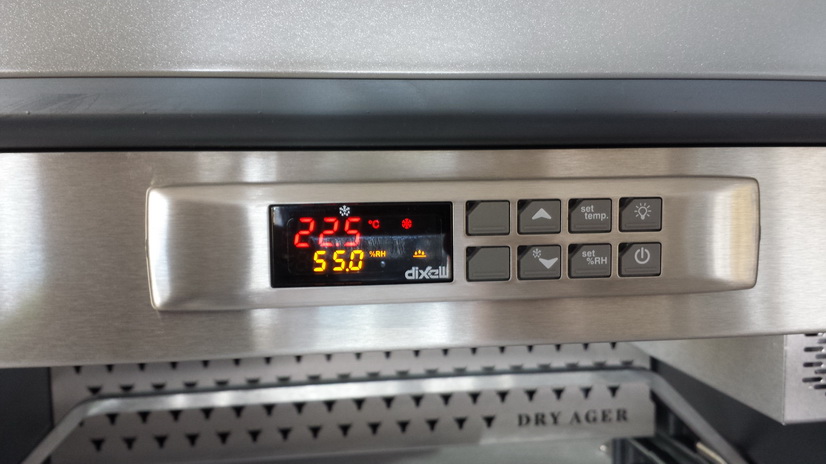 22.5 °C
55.0 %RH
dixell
set temp.
set %RH
DRY AGER